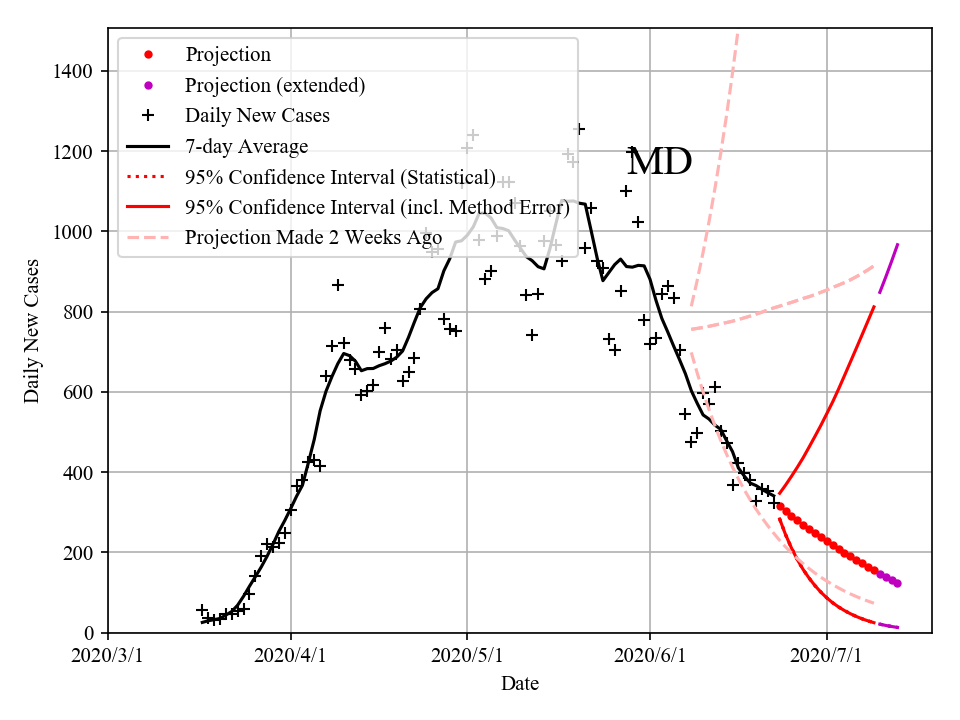 1400
1200
1000
800
600
400
200
0
Daily New Cases
Projection
Projection (extended)
Daily New Cases
7-day Average
95% Confidence Interval (Statistical)
95% Confidence Interval (incl. Method Error)
Projection Made 2 Weeks Ago
MD
2020/3/1
2020/4/1
2020/5/1
2020/6/1
2020/7/1
Date